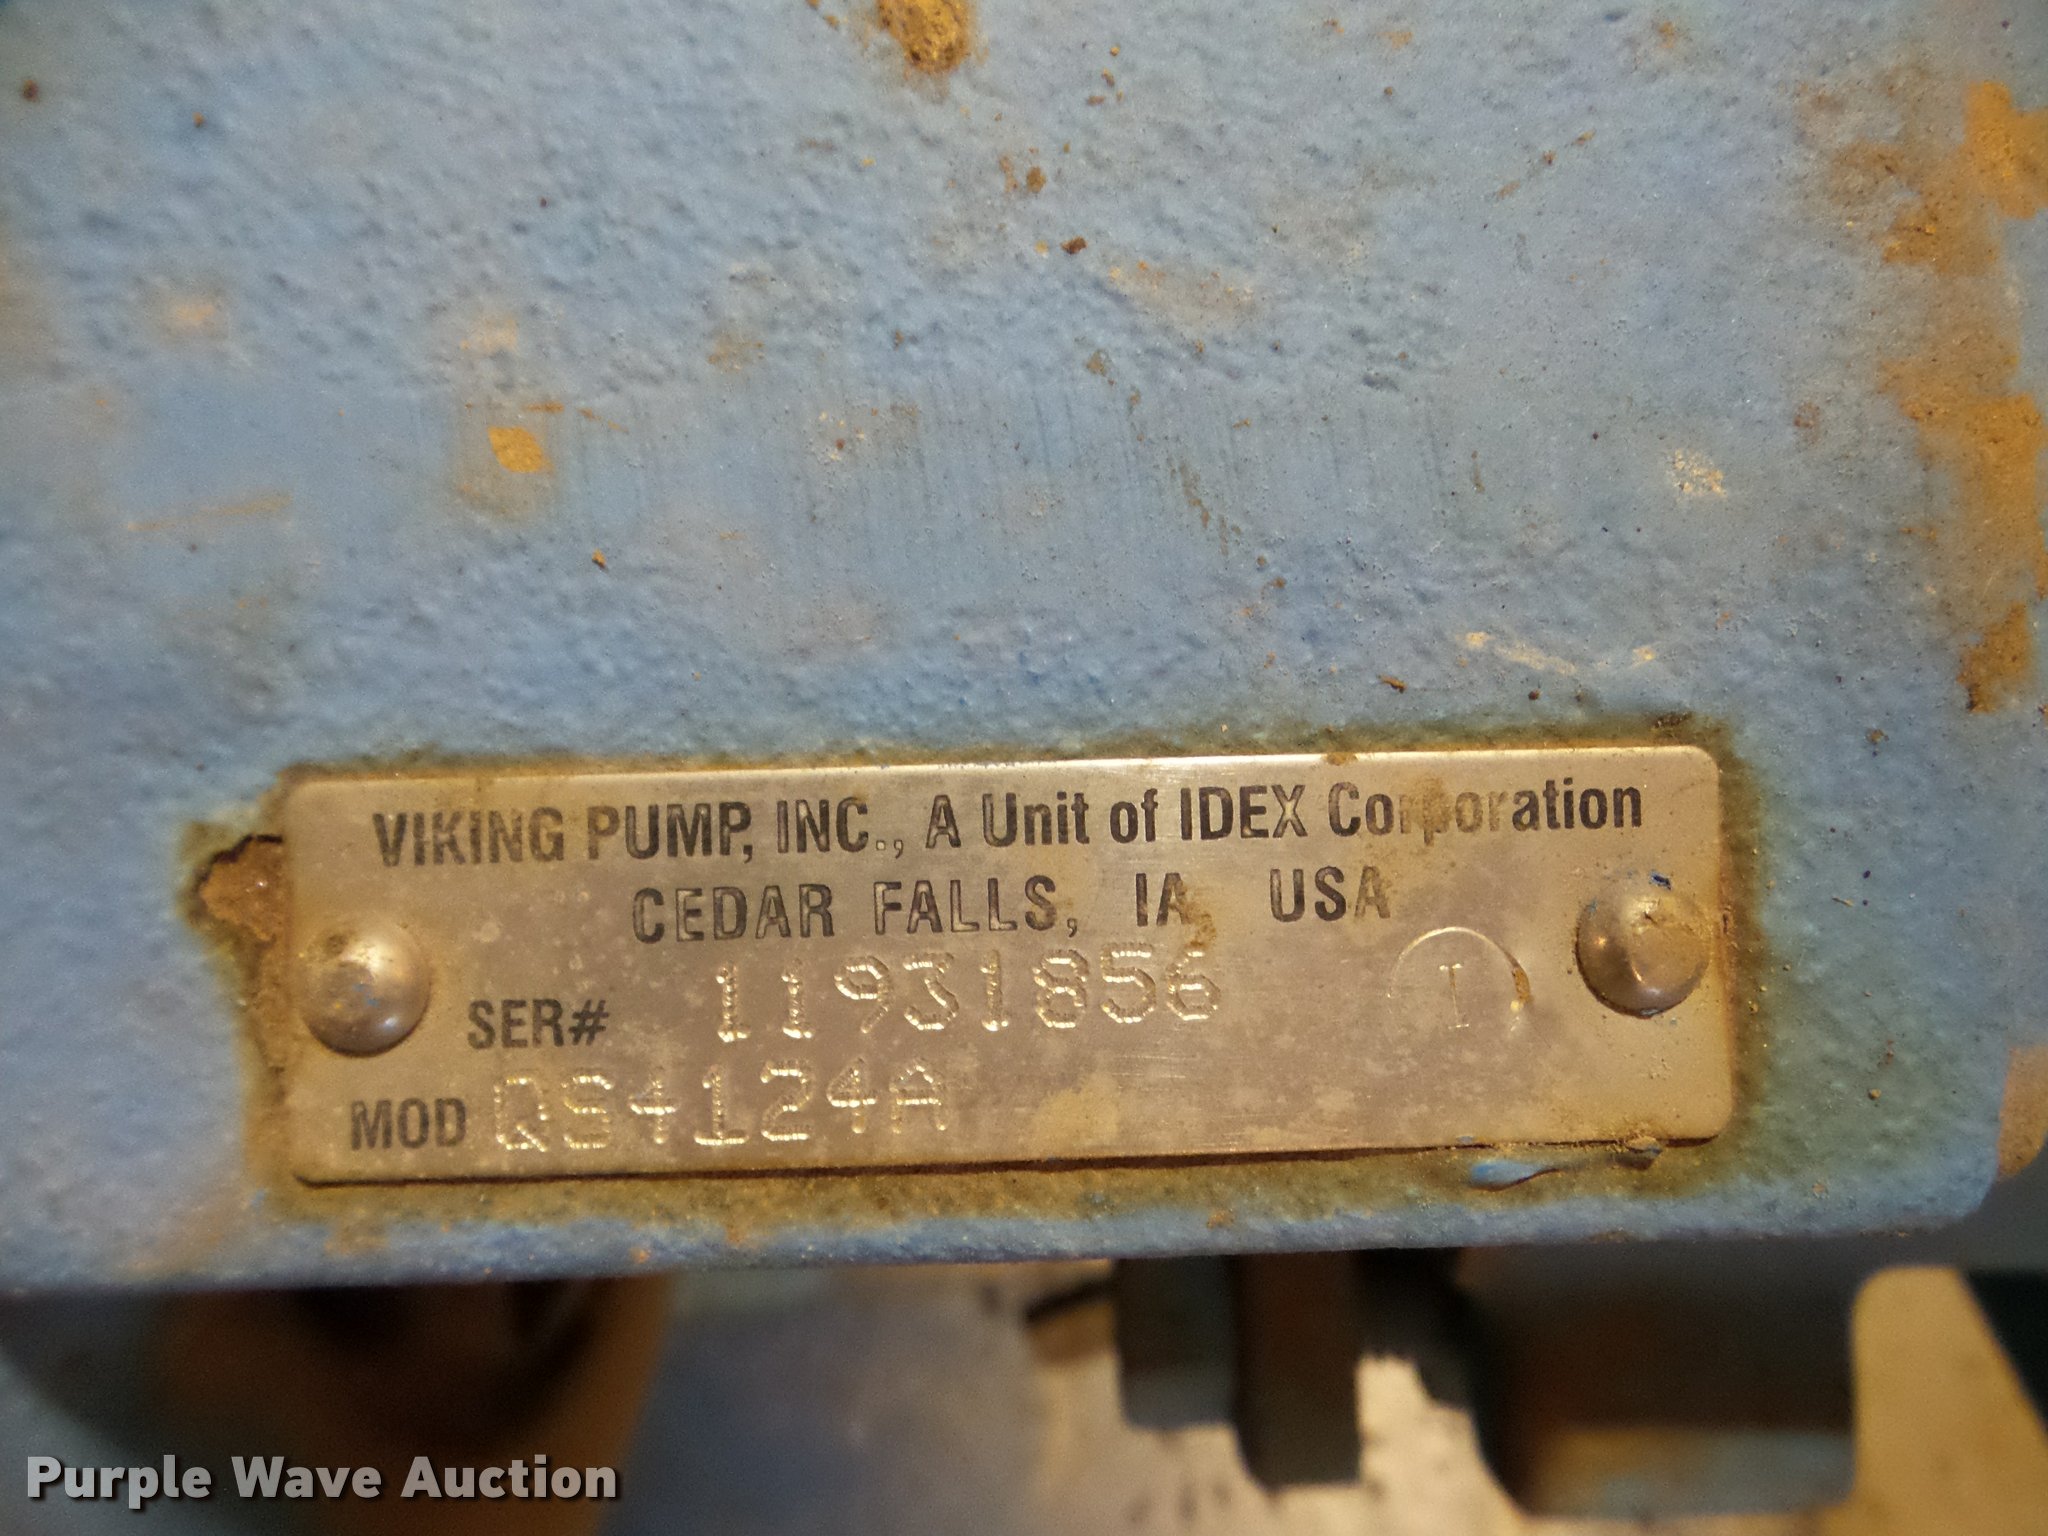 VIKING PUMP, INC., A Unit of IDEX Corporation
CEDAR FALLS, IA USA
SER# 11931856 I
MOD QS4124A
Purple Wave Auction